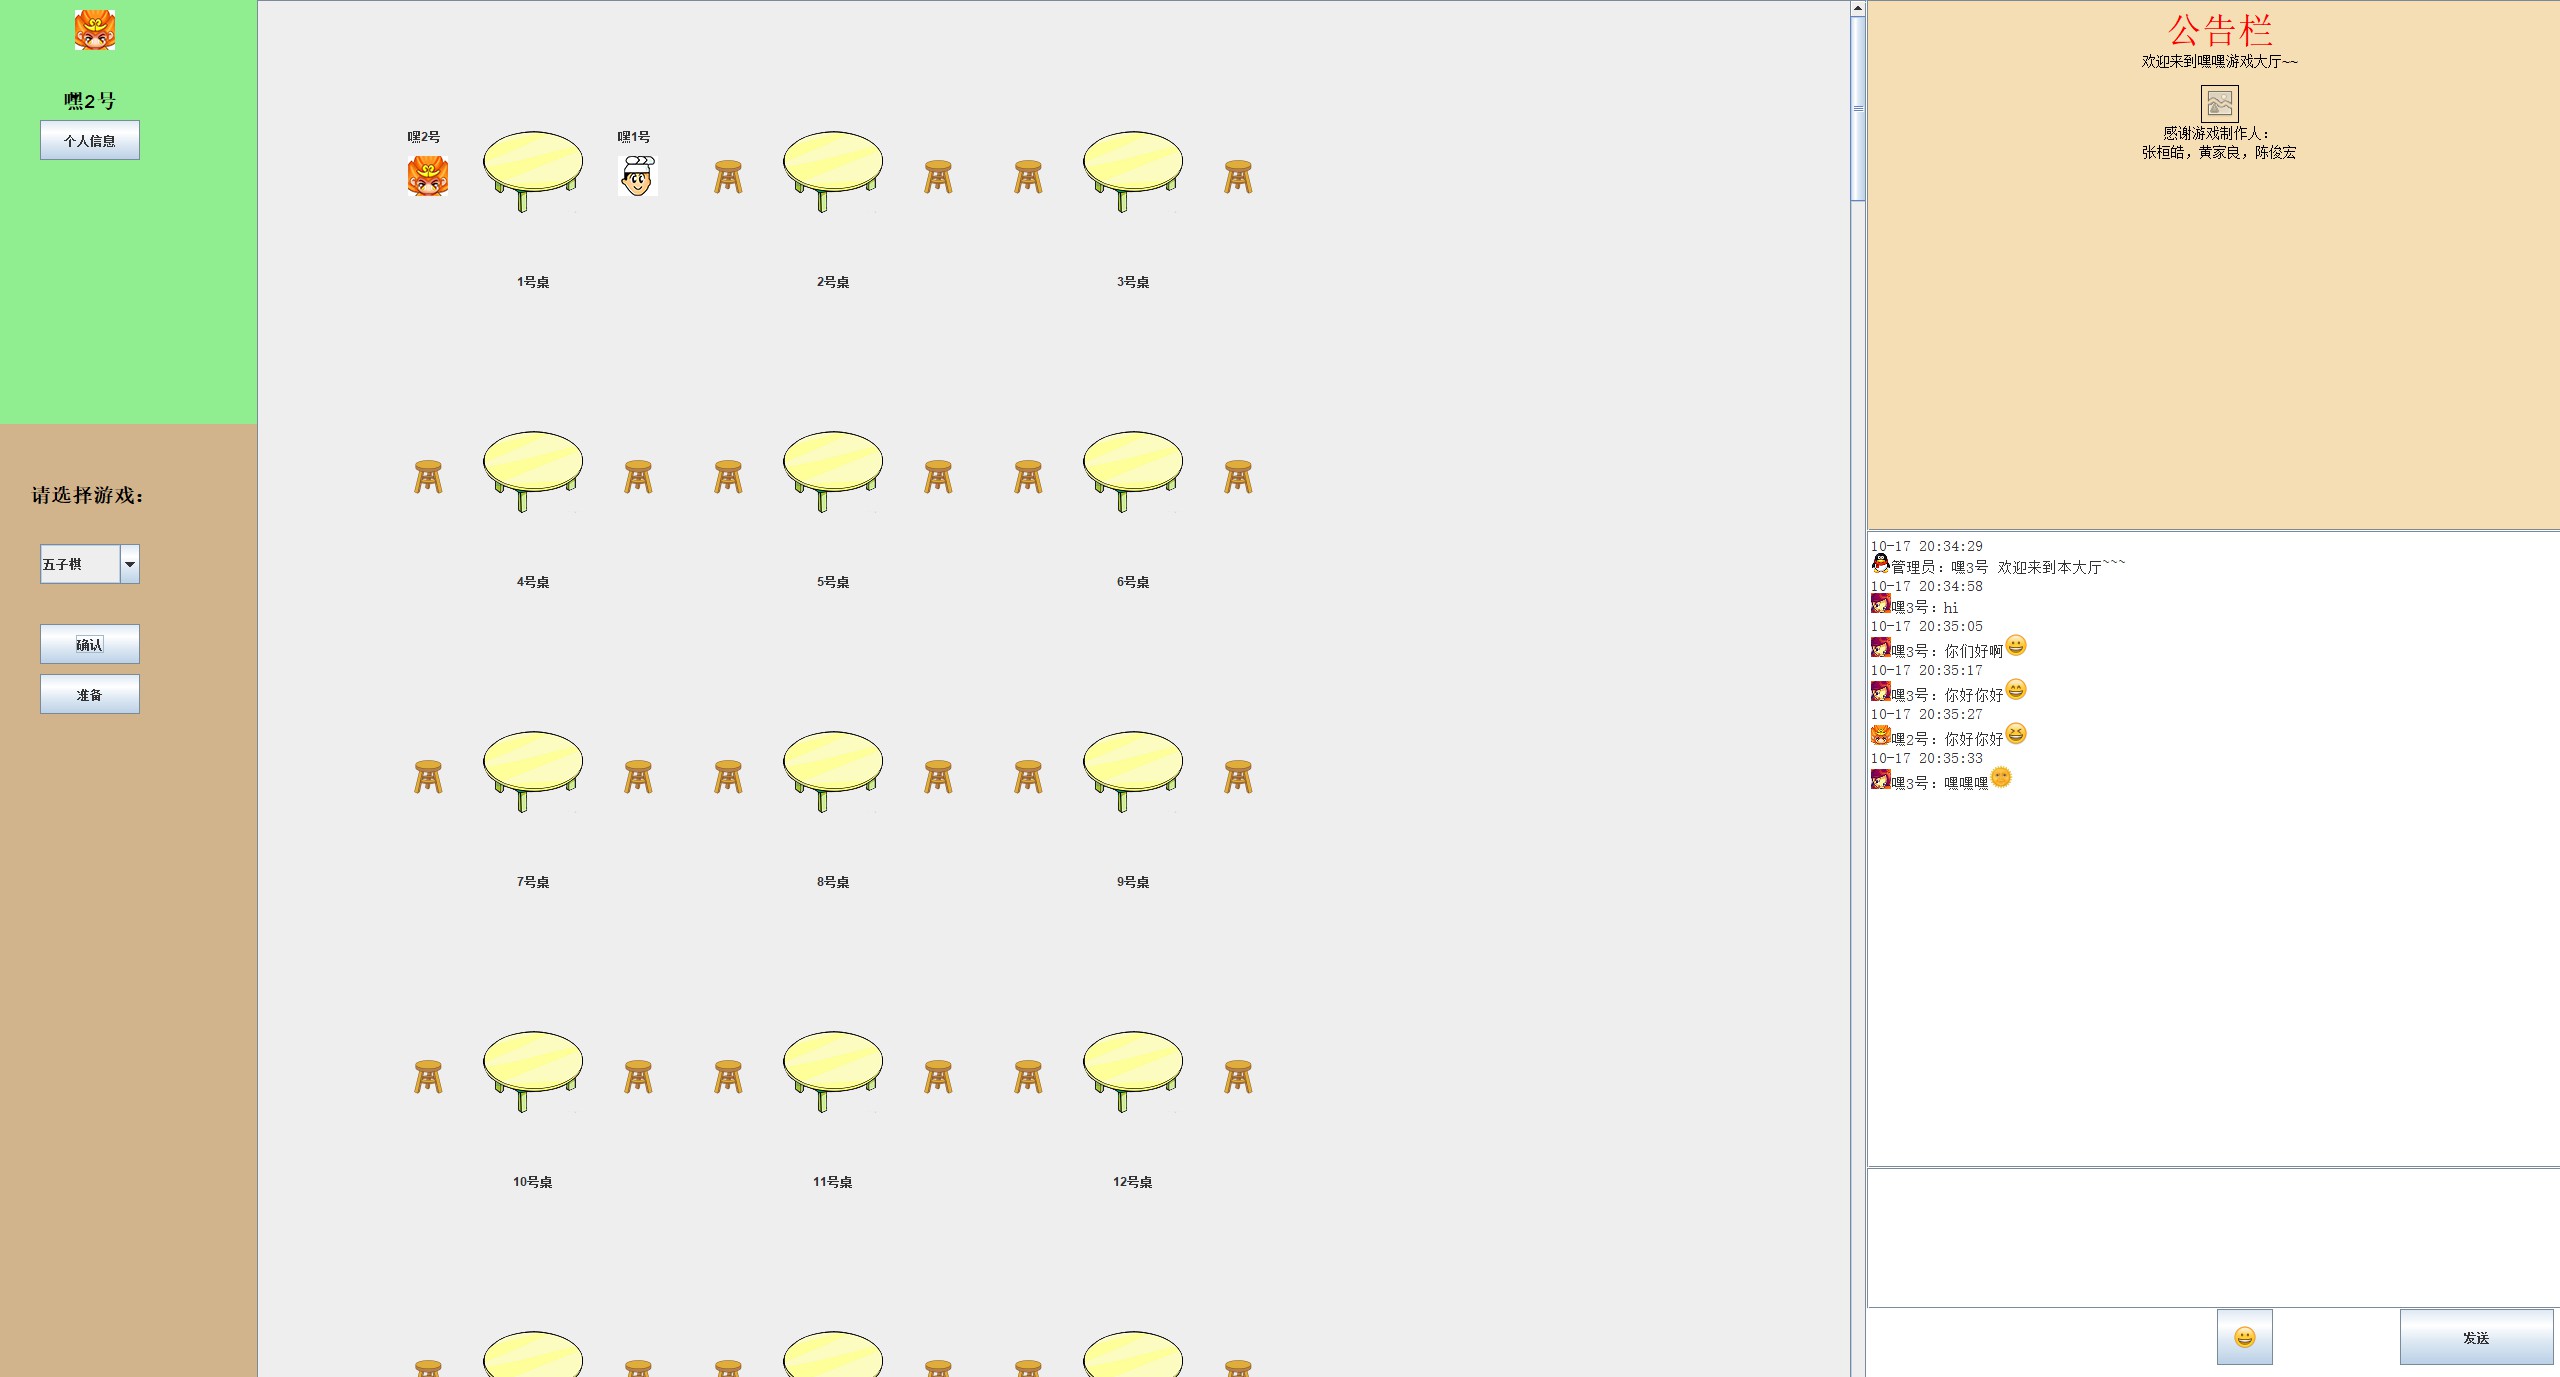 嘿2号
个人信息
请选择游戏：
五子棋
确认
准备
嘿2号
嘿1号
1号桌
2号桌
3号桌
4号桌
5号桌
6号桌
7号桌
8号桌
9号桌
10号桌
11号桌
12号桌
公告栏
欢迎来到嘿嘿游戏大厅~~
感谢游戏制作人：
张桓皓，黄家良，陈俊宏
10-17 20:34:29
管理员：嘿3号 欢迎来到本大厅~~~
10-17 20:34:58
嘿3号：hi
10-17 20:35:05
嘿3号：你们好啊😀
10-17 20:35:17
嘿3号：你好你好😄
10-17 20:35:27
嘿2号：你好你好😆
10-17 20:35:33
嘿3号：嘿嘿嘿🌞
发送